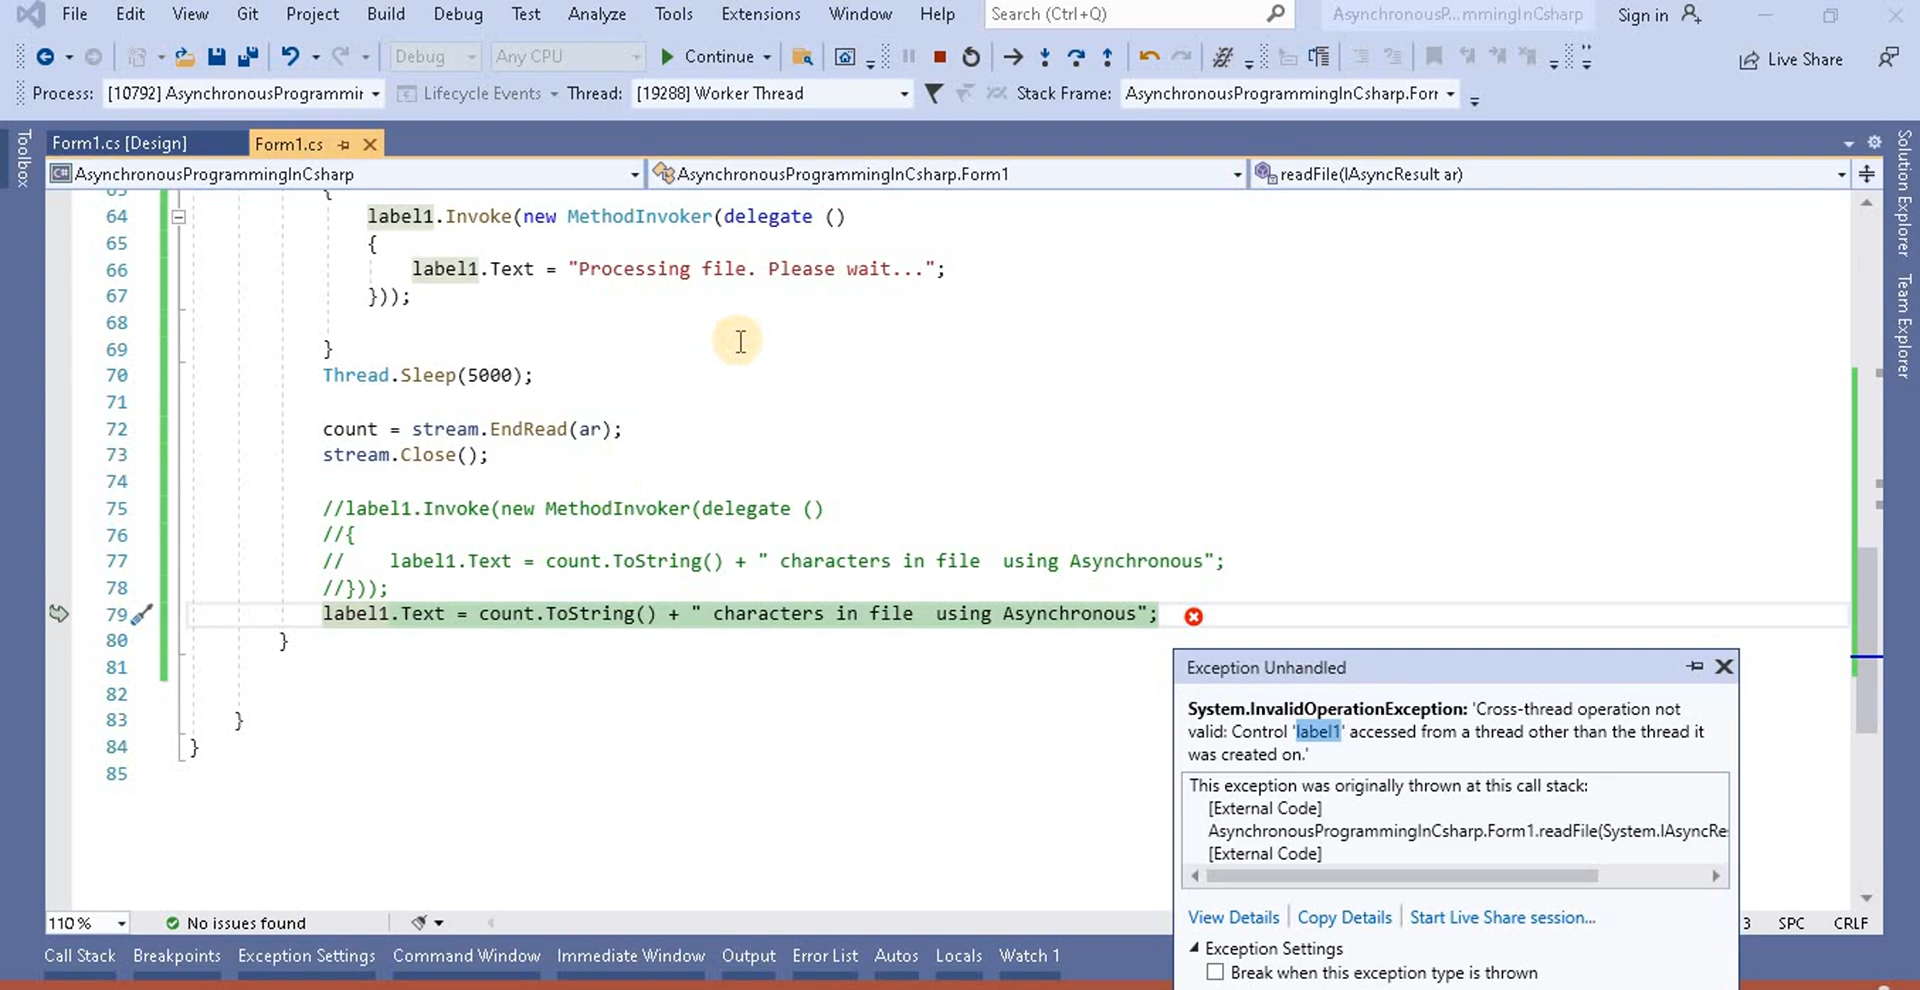 File Edit View Git Project Build Debug Test Analyze Tools Extensions Window Help Search (Ctrl+Q) AsynchronousP...mmingInCsharp Sign in
Debug Any CPU Continue Live Share
Process: [10792] AsynchronousProgrammin Lifecycle Events Thread: [19288] Worker Thread Stack Frame: AsynchronousProgrammingInCsharp.Forr
Toolbox
Form1.cs [Design] Form1.cs
AsynchronousProgrammingInCsharp AsynchronousProgrammingInCsharp.Form1 readFile(IAsyncResult ar)
63 {
64 label1.Invoke(new MethodInvoker(delegate ()
65 {
66 label1.Text = "Processing file. Please wait...";
67 }));
68
69 }
70 Thread.Sleep(5000);
71
72 count = stream.EndRead(ar);
73 stream.Close();
74
75 //label1.Invoke(new MethodInvoker(delegate ()
76 //{
77 // label1.Text = count.ToString() + " characters in file  using Asynchronous";
78 //}));
79 label1.Text = count.ToString() + " characters in file  using Asynchronous";
80 }
81
82
83 }
84 }
85
Exception Unhandled
System.InvalidOperationException: 'Cross-thread operation not
valid: Control 'label1' accessed from a thread other than the thread it
was created on.'
This exception was originally thrown at this call stack:
[External Code]
AsynchronousProgrammingInCsharp.Form1.readFile(System.IAsyncRe
[External Code]
View Details Copy Details Start Live Share session...
Exception Settings
Break when this exception type is thrown
110 % No issues found 3 SPC CRLF
Call Stack Breakpoints Exception Settings Command Window Immediate Window Output Error List Autos Locals Watch 1
Solution Explorer
Team Explorer